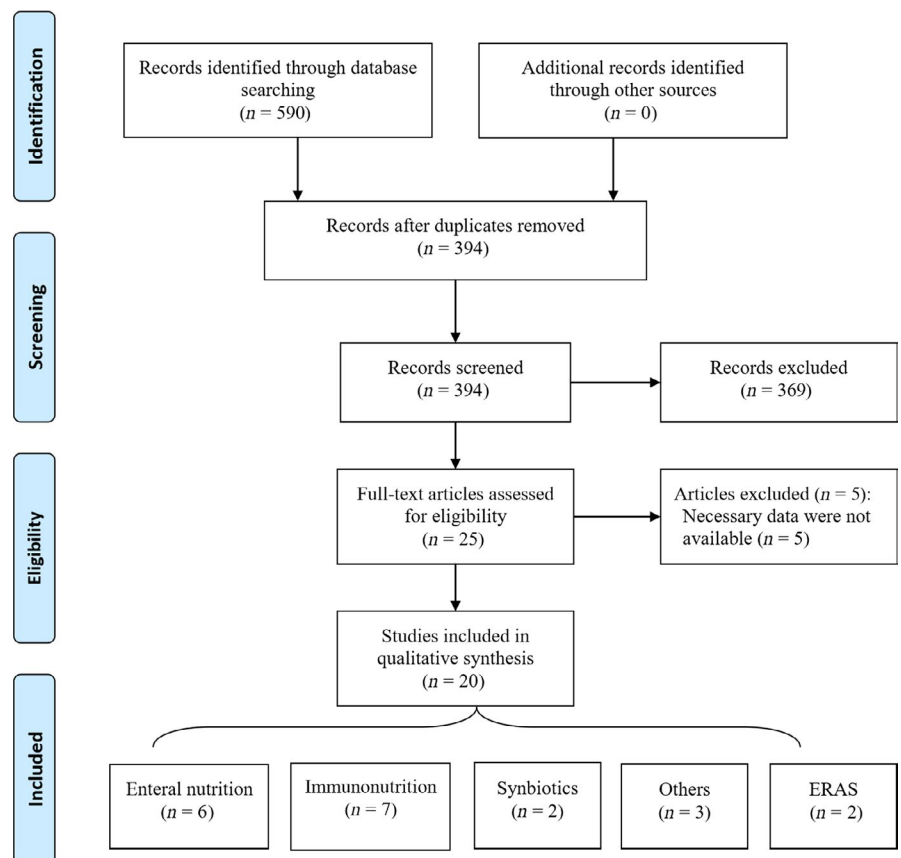 Identification
Records identified through database
searching
(n = 590)
Additional records identified
through other sources
(n = 0)
Records after duplicates removed
(n = 394)
Screening
Records screened
(n = 394)
Records excluded
(n = 369)
Eligibility
Full-text articles assessed
for eligibility
(n = 25)
Articles excluded (n = 5):
Necessary data were not
available (n = 5)
Studies included in
qualitative synthesis
(n = 20)
Included
Enteral nutrition
(n = 6)
Immunonutrition
(n = 7)
Synbiotics
(n = 2)
Others
(n = 3)
ERAS
(n = 2)